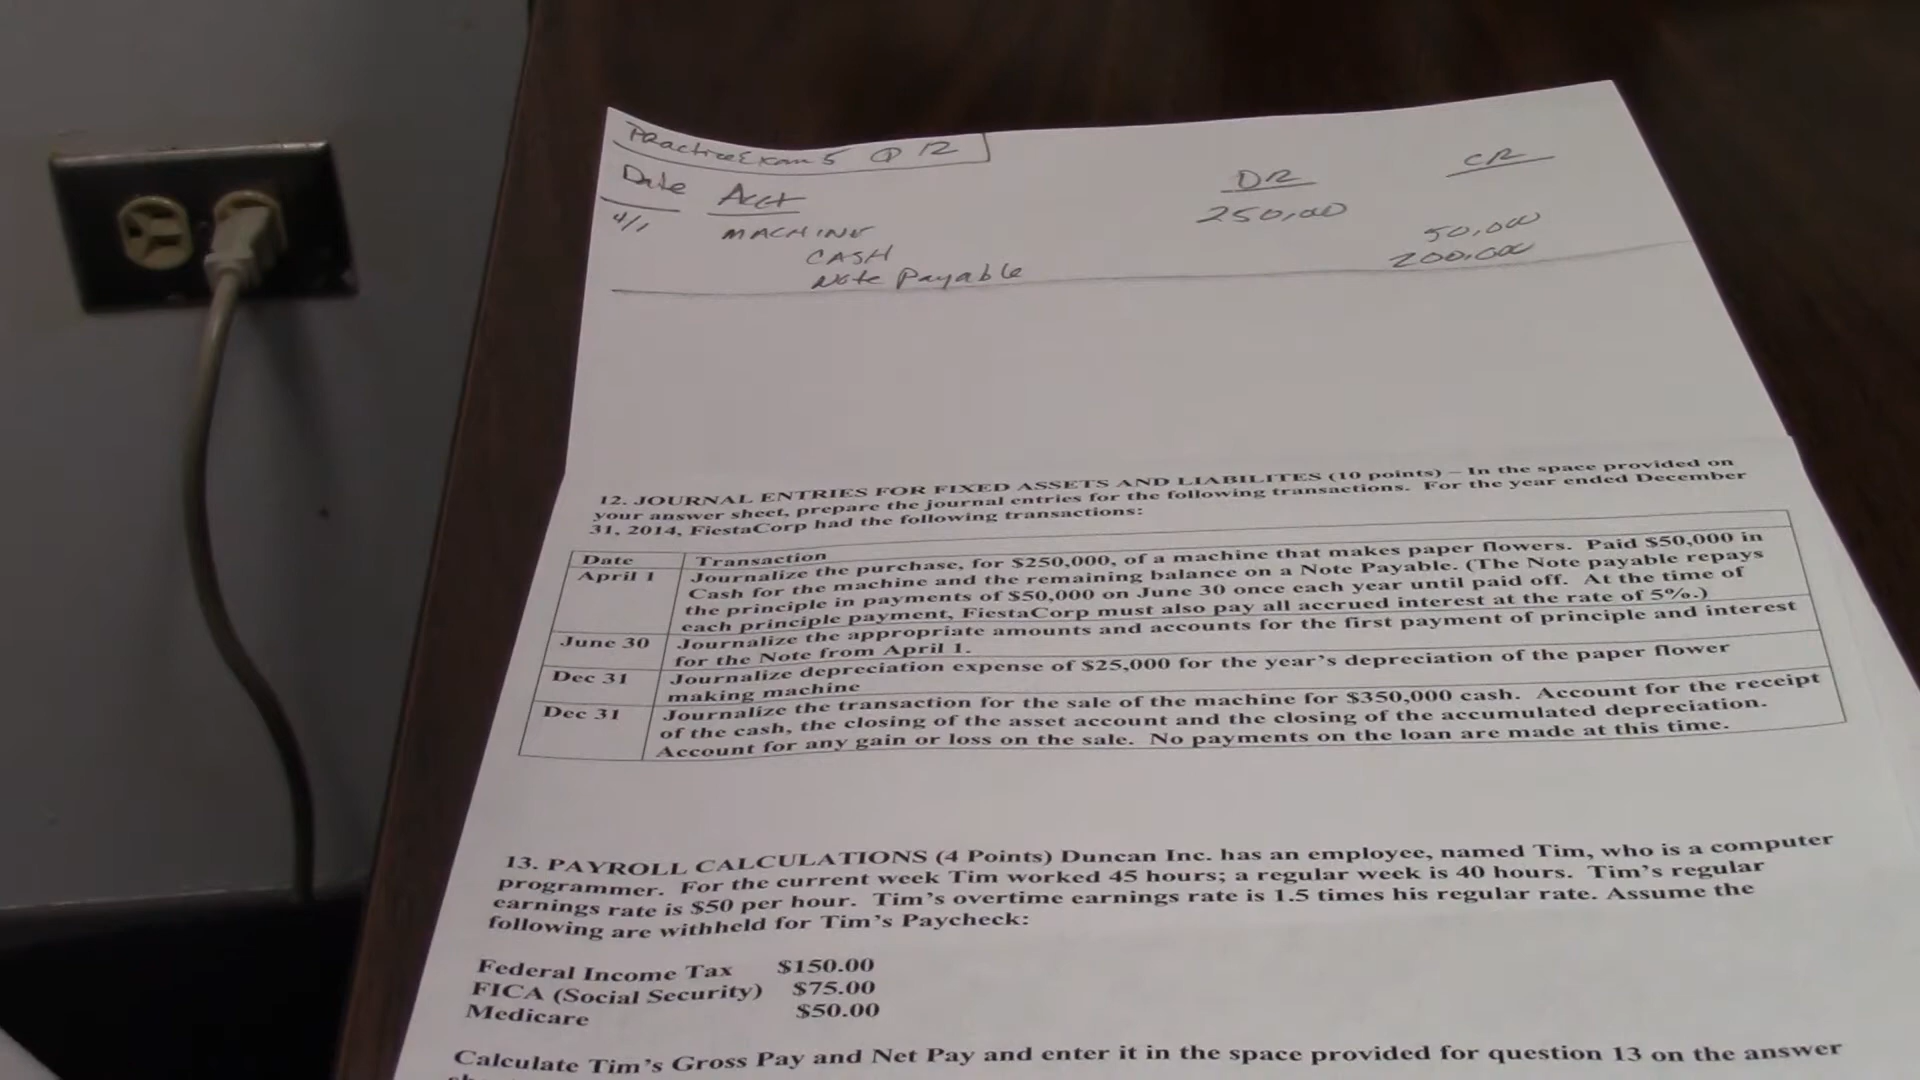 Practice Exam 5 Q 12
Date Acct DR CR
4/1 MACHINE 250,000
CASH 50,000
Note Payable 200,000
12. JOURNAL ENTRIES FOR FIXED ASSETS AND LIABILITES (10 points) – In the space provided on
your answer sheet, prepare the journal entries for the following transactions. For the year ended December
31, 2014, FiestaCorp had the following transactions:
Date Transaction
April 1 Journalize the purchase, for $250,000, of a machine that makes paper flowers. Paid $50,000 in
Cash for the machine and the remaining balance on a Note Payable. (The Note payable repays
the principle in payments of $50,000 on June 30 once each year until paid off. At the time of
each principle payment, FiestaCorp must also pay all accrued interest at the rate of 5%.)
June 30 Journalize the appropriate amounts and accounts for the first payment of principle and interest
for the Note from April 1.
Dec 31 Journalize depreciation expense of $25,000 for the year's depreciation of the paper flower
making machine
Dec 31 Journalize the transaction for the sale of the machine for $350,000 cash. Account for the receipt
of the cash, the closing of the asset account and the closing of the accumulated depreciation.
Account for any gain or loss on the sale. No payments on the loan are made at this time.
13. PAYROLL CALCULATIONS (4 Points) Duncan Inc. has an employee, named Tim, who is a computer
programmer. For the current week Tim worked 45 hours; a regular week is 40 hours. Tim's regular
earnings rate is $50 per hour. Tim's overtime earnings rate is 1.5 times his regular rate. Assume the
following are withheld for Tim's Paycheck:
Federal Income Tax $150.00
FICA (Social Security) $75.00
Medicare $50.00
Calculate Tim's Gross Pay and Net Pay and enter it in the space provided for question 13 on the answer